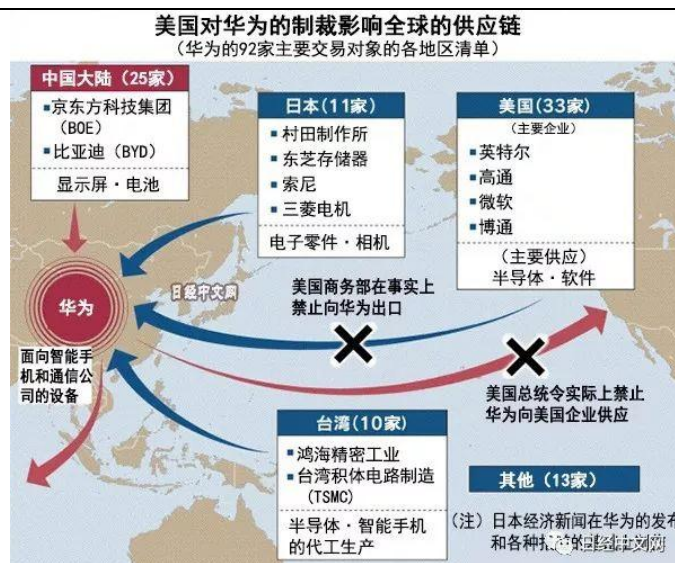 美国对华为的制裁影响全球的供应链
（华为的92家主要交易对象的各地区清单）
中国大陆（25家）
▪京东方科技集团
（BOE）
▪比亚迪（BYD）
显示屏·电池
日本（11家）
▪村田制作所
▪东芝存储器
▪索尼
▪三菱电机
电子零件·相机
美国（33家）
（主要企业）
▪英特尔
▪高通
▪微软
▪博通
（主要供应）
半导体·软件
日经中文网
华为
面向智能手
机和通信公
司的设备
美国商务部在事实上
禁止向华为出口
美国总统令实际上禁止
华为向美国企业供应
台湾（10家）
▪鸿海精密工业
▪台湾积体电路制造
（TSMC）
半导体·智能手机
的代工生产
其他（13家）
（注）日本经济新闻在华为的发布
和各种
日经中文网